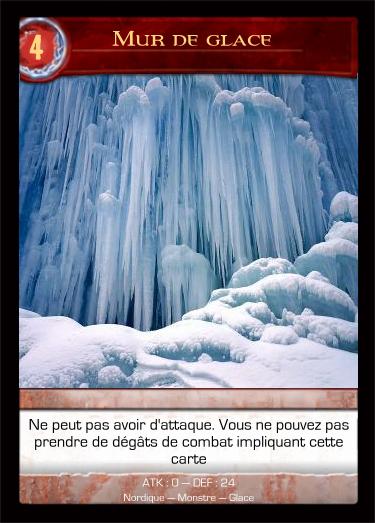 4
MUR DE GLACE
Ne peut pas avoir d'attaque. Vous ne pouvez pas
prendre de dégâts de combat impliquant cette
carte
ATK : 0 — DEF : 24
Nordique — Monstre — Glace